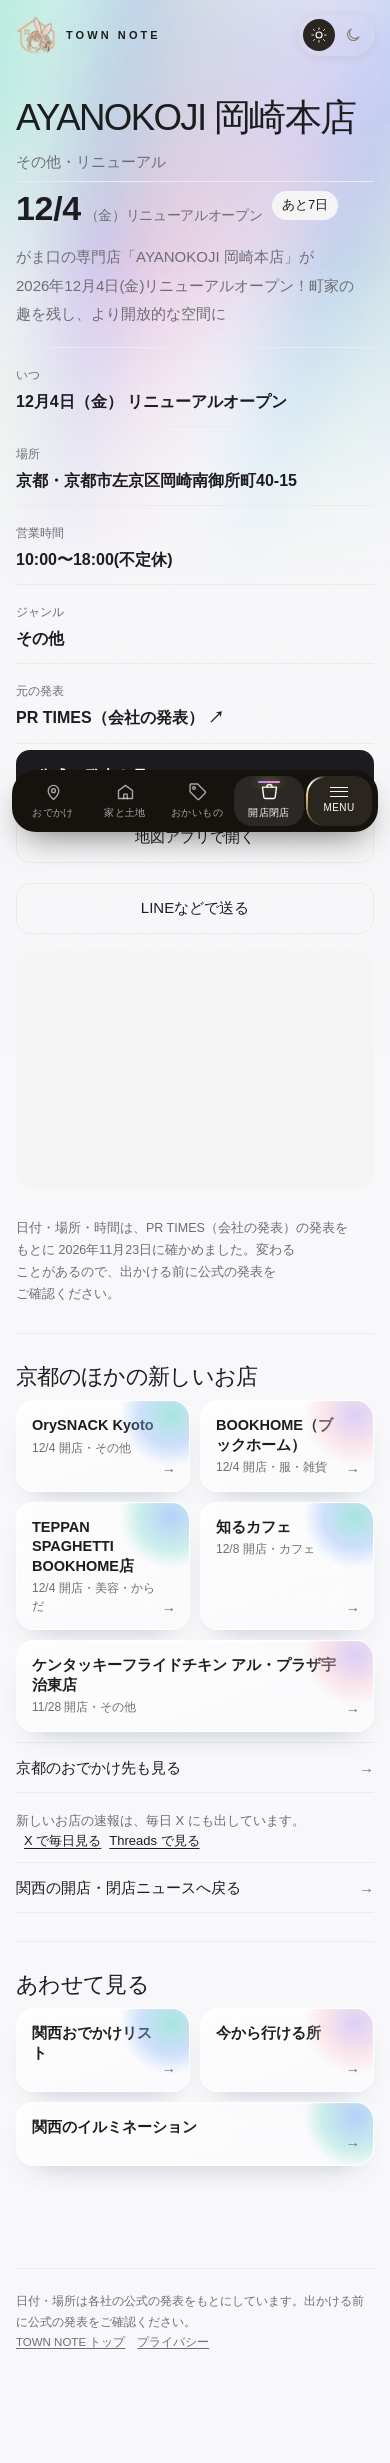 TOWN NOTE
AYANOKOJI 岡崎本店
その他・リニューアル
12/4 （金）リニューアルオープン
あと7日
がま口の専門店「AYANOKOJI 岡崎本店」が
2026年12月4日(金)リニューアルオープン！町家の
趣を残し、より開放的な空間に
いつ
12月4日（金） リニューアルオープン
場所
京都・京都市左京区岡崎南御所町40-15
営業時間
10:00〜18:00(不定休)
ジャンル
その他
元の発表
PR TIMES（会社の発表） ↗
おでかけ
家と土地
おかいもの
開店閉店
MENU
地図アプリで開く
LINEなどで送る
日付・場所・時間は、PR TIMES（会社の発表）の発表を
もとに 2026年11月23日に確かめました。変わる
ことがあるので、出かける前に公式の発表を
ご確認ください。
京都のほかの新しいお店
OrySNACK Kyoto
12/4 開店・その他
→
BOOKHOME（ブ
ックホーム）
12/4 開店・服・雑貨
→
TEPPAN
SPAGHETTI
BOOKHOME店
12/4 開店・美容・から
だ
→
知るカフェ
12/8 開店・カフェ
→
ケンタッキーフライドチキン アル・プラザ宇
治東店
11/28 開店・その他
→
京都のおでかけ先も見る
→
新しいお店の速報は、毎日 X にも出しています。
X で毎日見る Threads で見る
関西の開店・閉店ニュースへ戻る
→
あわせて見る
関西おでかけリス
ト
→
今から行ける所
→
関西のイルミネーション
→
日付・場所は各社の公式の発表をもとにしています。出かける前
に公式の発表をご確認ください。
TOWN NOTE トップ プライバシー